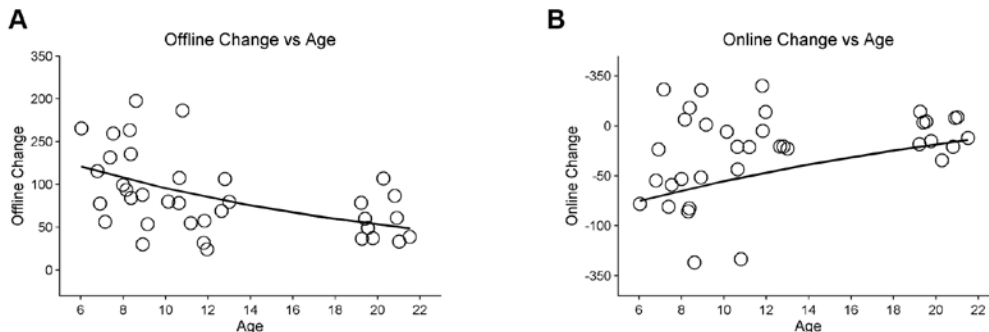 A
Offline Change vs Age
350
200
250
100
50
0
Offline Change
6 8 10 12 14 16 18 20 22
Age
B
Online Change vs Age
-350
0
-50
-100
-350
Online Change
6 8 10 12 14 16 18 20 22
Age